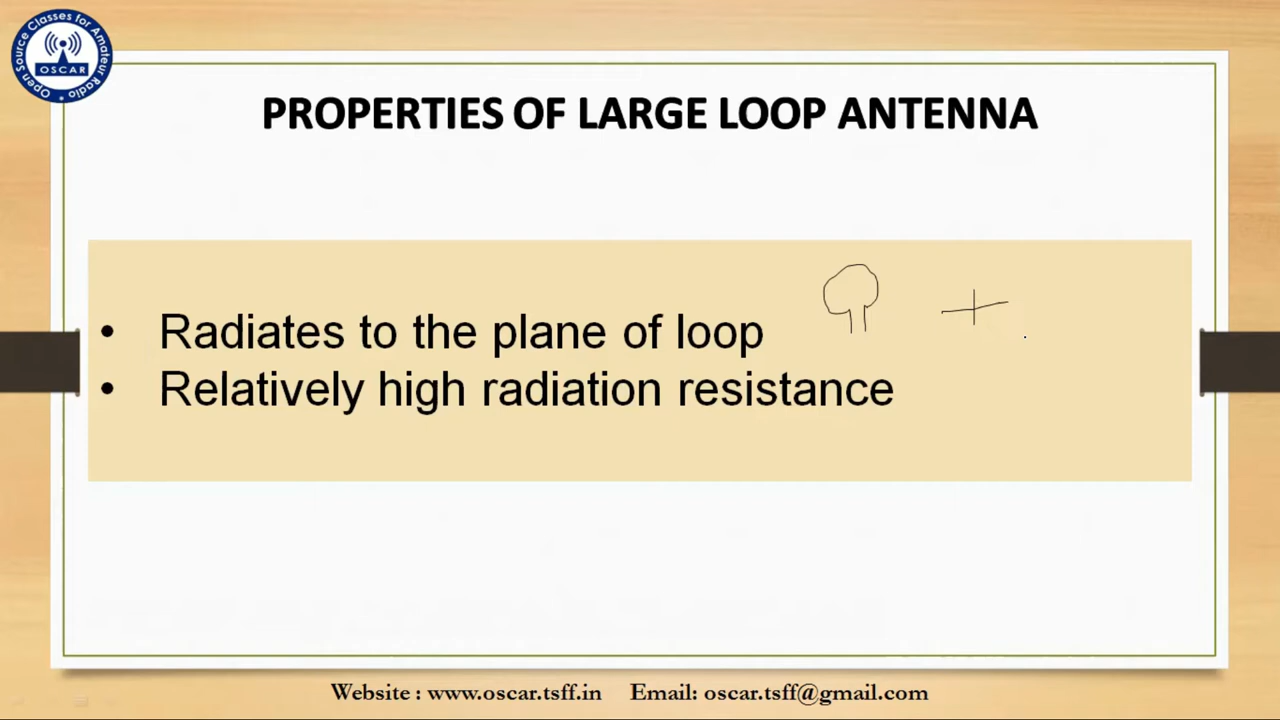 Open Source Classes for Amateur Radio
OSCAR
PROPERTIES OF LARGE LOOP ANTENNA
• Radiates to the plane of loop
• Relatively high radiation resistance
Website : www.oscar.tsff.in Email: oscar.tsff@gmail.com